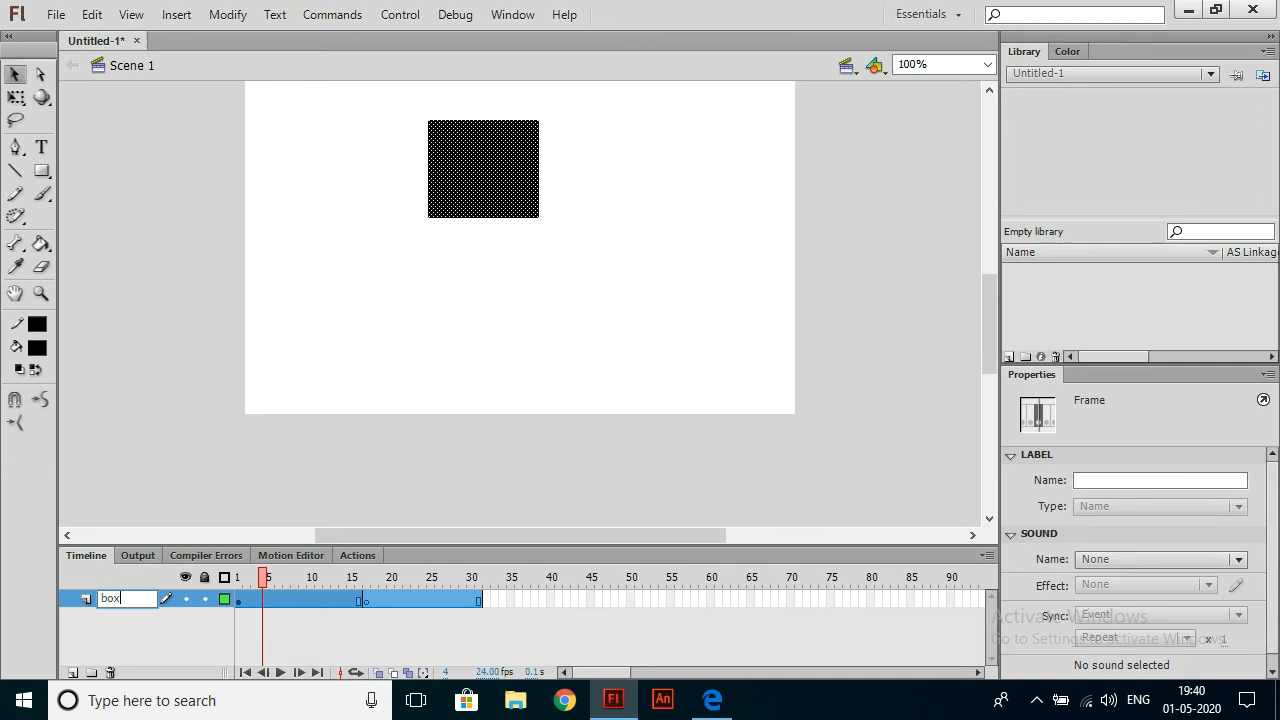 Fl File Edit View Insert Modify Text Commands Control Debug Window Help Essentials
Untitled-1*
Scene 1 100%
Library Color
Untitled-1
T
Empty library
Name AS Linkag
Properties
Frame
LABEL
Name:
Type: Name
SOUND
Name: None
Effect: None
Sync: Event
Repeat x 1
No sound selected
Timeline Output Compiler Errors Motion Editor Actions
1 5 10 15 20 25 30 35 40 45 50 55 60 65 70 75 80 85 90
box
4 24.00 fps 0.1 s
Activate Windows
Go to Settings to activate Windows.
Type here to search Fl An ENG 19:40
01-05-2020